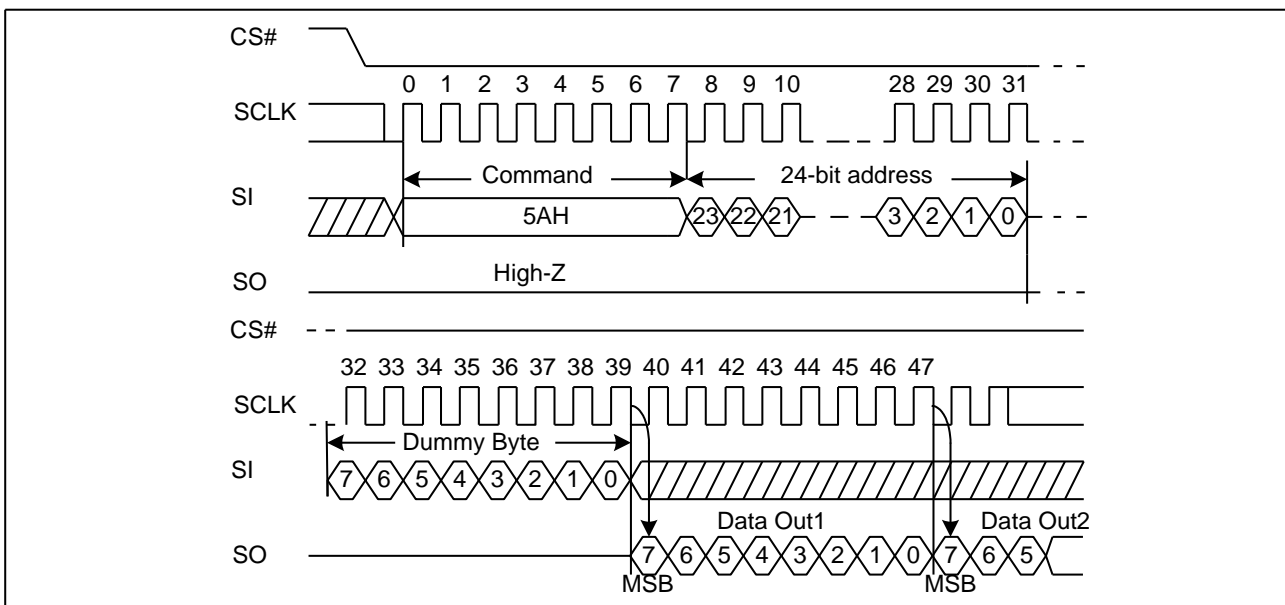 CS#
0 1 2 3 4 5 6 7 8 9 10 28 29 30 31
SCLK
Command 24-bit address
SI
5AH 23 22 21 3 2 1 0
High-Z
SO
CS#
32 33 34 35 36 37 38 39 40 41 42 43 44 45 46 47
SCLK
Dummy Byte
SI
7 6 5 4 3 2 1 0
Data Out1 Data Out2
SO
7 6 5 4 3 2 1 0 7 6 5
MSB MSB